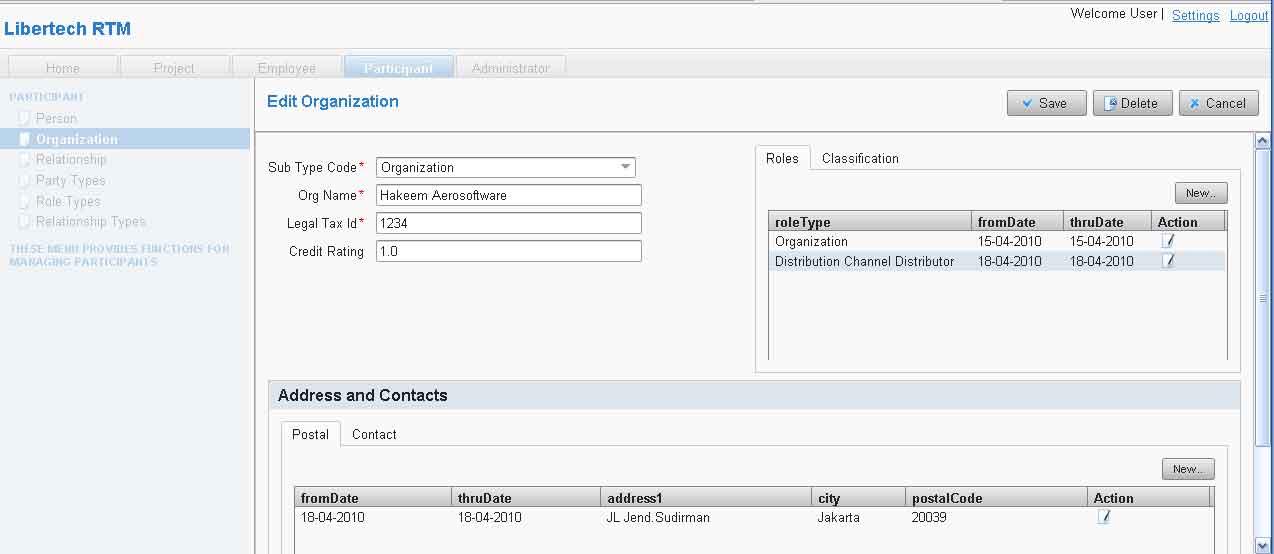 Welcome User | Settings Logout
Libertech RTM
Home Project Employee Participant Administrator
PARTICIPANT
Person
Organization
Relationship
Party Types
Role Types
Relationship Types
THESE MENU PROVIDES FUNCTIONS FOR
MANAGING PARTICIPANTS
Edit Organization
Save Delete Cancel
Sub Type Code* Organization
Org Name* Hakeem Aerosoftware
Legal Tax Id* 1234
Credit Rating 1.0
Roles Classification
New..
roleType fromDate thruDate Action
Organization 15-04-2010 15-04-2010
Distribution Channel Distributor 18-04-2010 18-04-2010
Address and Contacts
Postal Contact
New..
fromDate thruDate address1 city postalCode Action
18-04-2010 18-04-2010 JL Jend.Sudirman Jakarta 20039